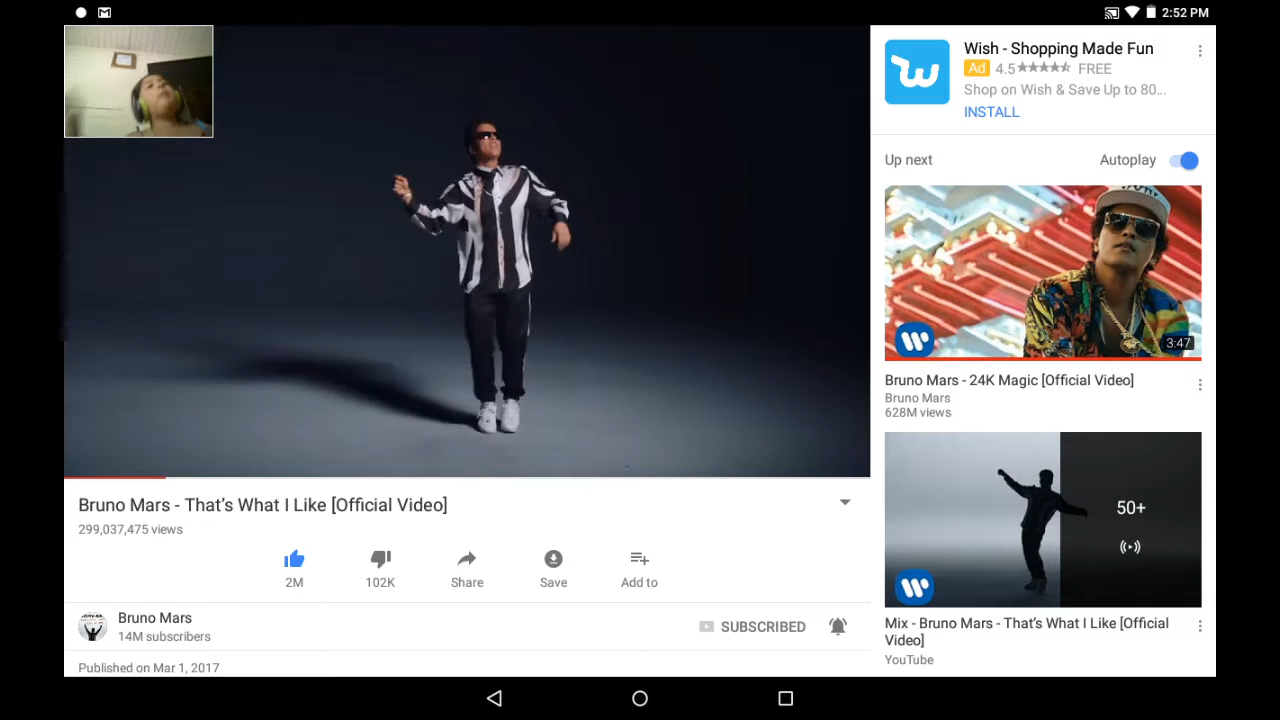 2:52 PM
Wish - Shopping Made Fun
Ad 4.5 FREE
Shop on Wish & Save Up to 80...
INSTALL
Up next
Autoplay
3:47
Bruno Mars - 24K Magic [Official Video]
Bruno Mars
628M views
50+
Mix - Bruno Mars - That's What I Like [Official
Video]
YouTube
Bruno Mars - That's What I Like [Official Video]
299,037,475 views
2M
102K
Share
Save
Add to
Bruno Mars
14M subscribers
SUBSCRIBED
Published on Mar 1, 2017